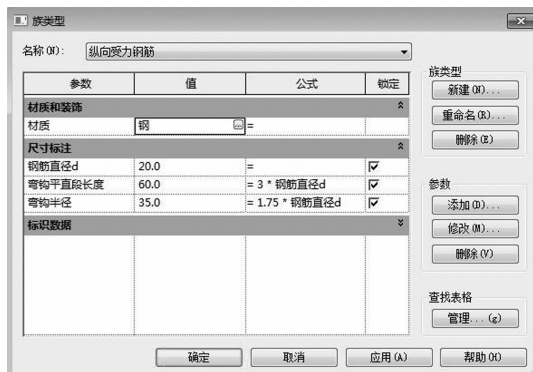 族类型
名称(N): 纵向受力钢筋
参数 值 公式 锁定
材质和装饰
材质 钢 =
尺寸标注
钢筋直径d 20.0 =
弯钩平直段长度 60.0 = 3 * 钢筋直径d
弯钩半径 35.0 = 1.75 * 钢筋直径d
标识数据
族类型
新建(N)...
重命名(R)...
删除(E)
参数
添加(D)...
修改(M)...
删除(V)
查找表格
管理...(g)
确定 取消 应用(A) 帮助(H)